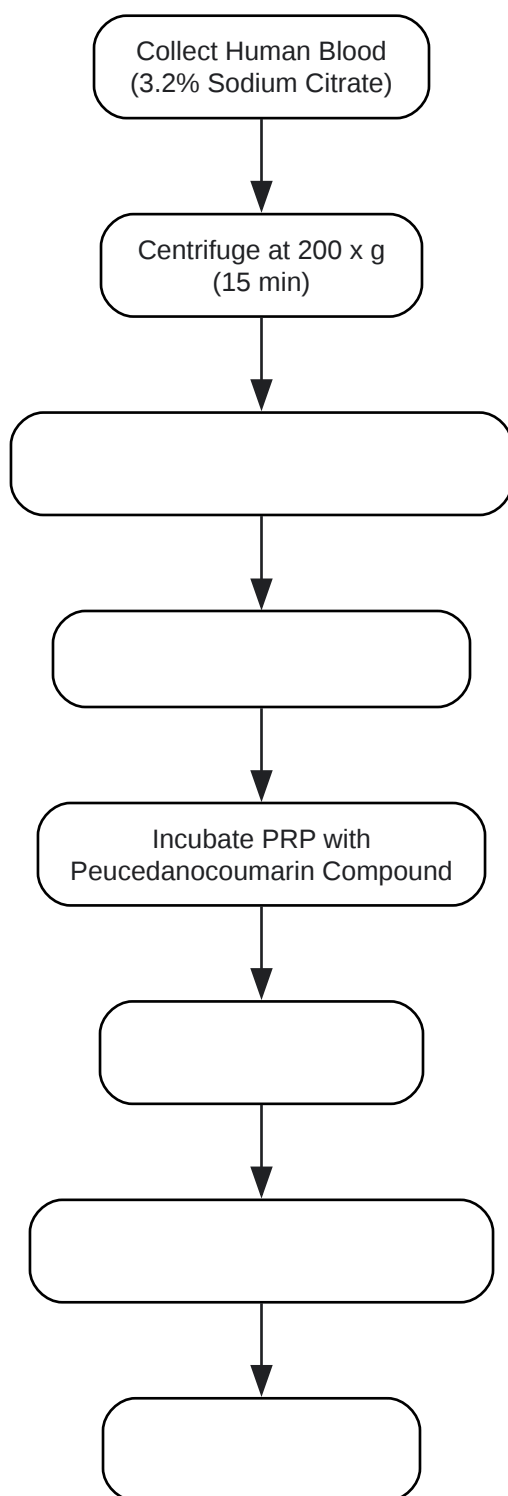 Collect Human Blood
(3.2% Sodium Citrate)
Centrifuge at 200 x g
(15 min)
Incubate PRP with
Peucedanocoumarin Compound